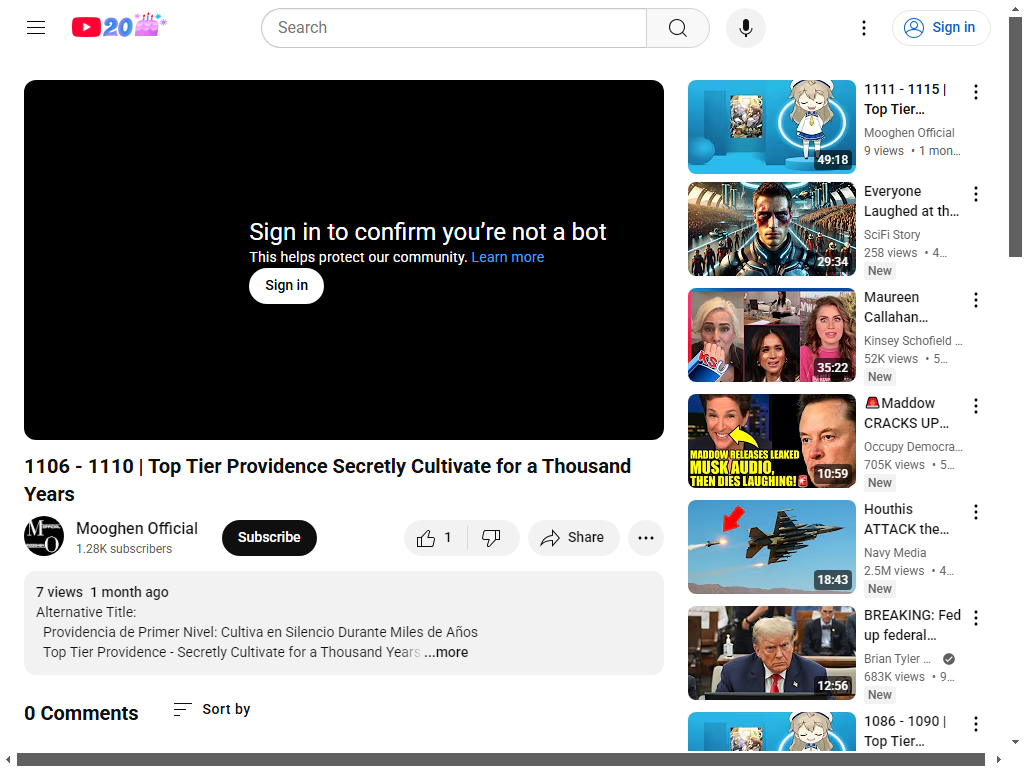 20
Search
Sign in
Sign in to confirm you’re not a bot
This helps protect our community. Learn more
Sign in
1106 - 1110 | Top Tier Providence Secretly Cultivate for a Thousand
Years
Mooghen Official
1.28K subscribers
Subscribe
1
Share
7 views 1 month ago
Alternative Title:
Providencia de Primer Nivel: Cultiva en Silencio Durante Miles de Años
Top Tier Providence - Secretly Cultivate for a Thousand Years ...more
0 Comments
Sort by
49:18
1111 - 1115 |
Top Tier…
Mooghen Official
9 views • 1 mon…
29:34
Everyone
Laughed at th…
SciFi Story
258 views • 4…
New
KSU
35:22
Maureen
Callahan…
Kinsey Schofield …
52K views • 5…
New
MADDOW RELEASES LEAKED
MUSK AUDIO,
THEN DIES LAUGHING!
10:59
🚨Maddow
CRACKS UP…
Occupy Democra…
705K views • 5…
New
18:43
Houthis
ATTACK the…
Navy Media
2.5M views • 4…
New
12:56
BREAKING: Fed
up federal…
Brian Tyler …
683K views • 9…
New
1086 - 1090 |
Top Tier…